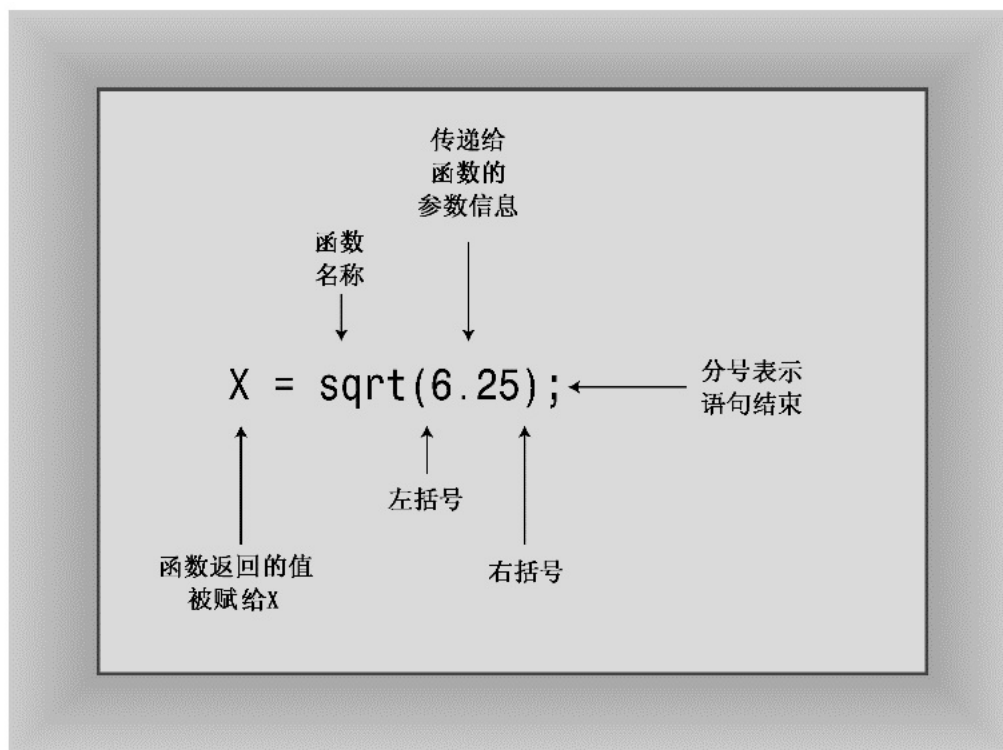 传递给
函数的
参数信息
函数
名称
X = sqrt(6.25);
分号表示
语句结束
左括号
函数返回的值
被赋给X
右括号